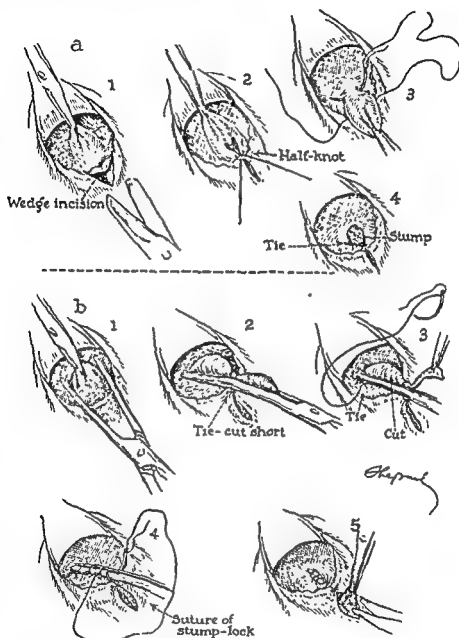 a
1
2
3
Half-knot
Wedge incision
4
Stump
Tie
b
1
2
3
Tie-cut short
Tie
Cut
4
5
Suture of
stump-lock